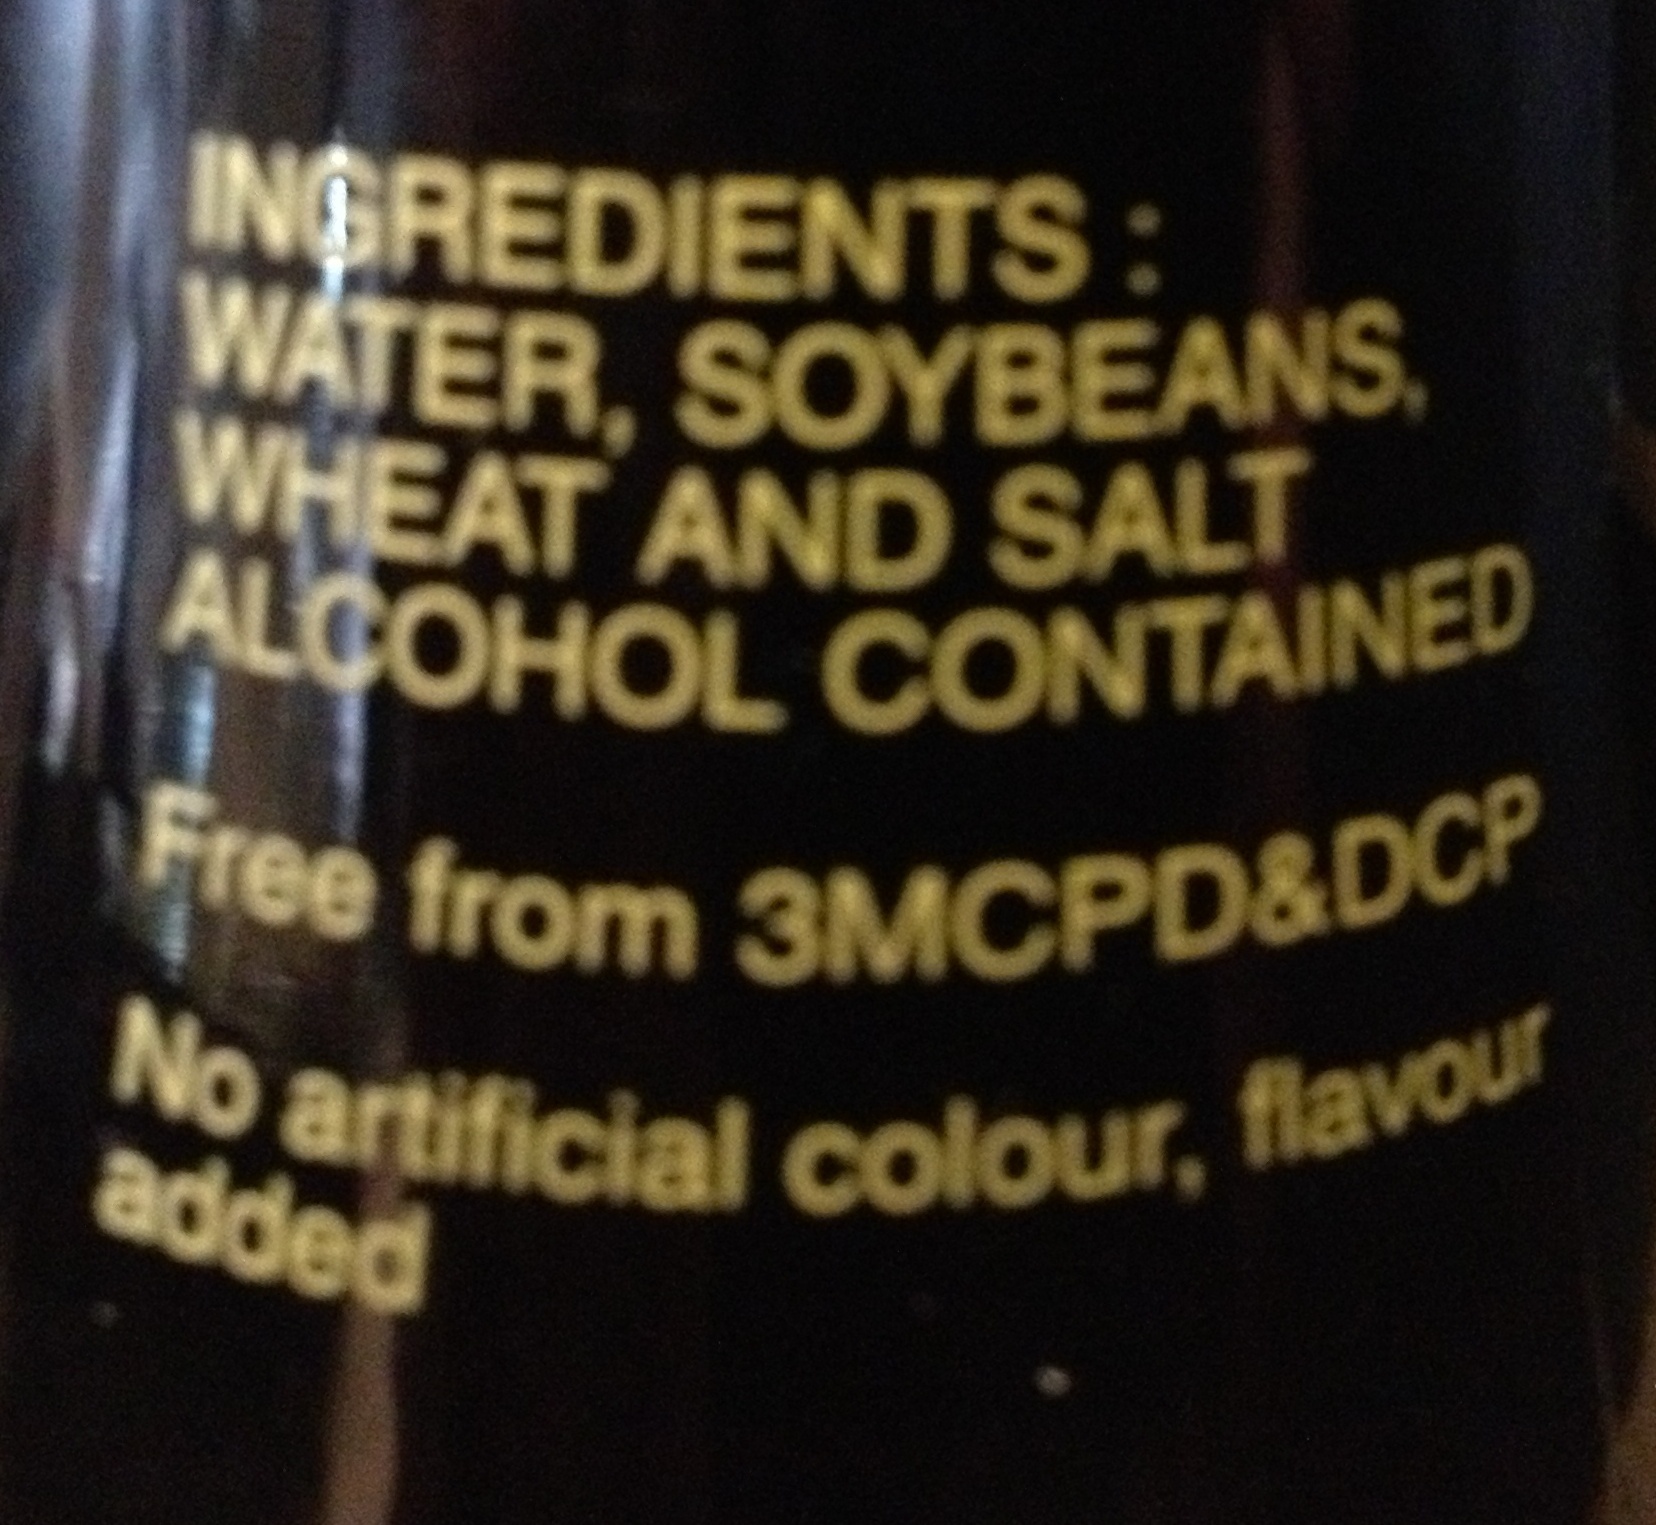 INGREDIENTS :
WATER, SOYBEANS,
WHEAT AND SALT
ALCOHOL CONTAINED
Free from 3MCPD&DCP
No artificial colour, flavour
added